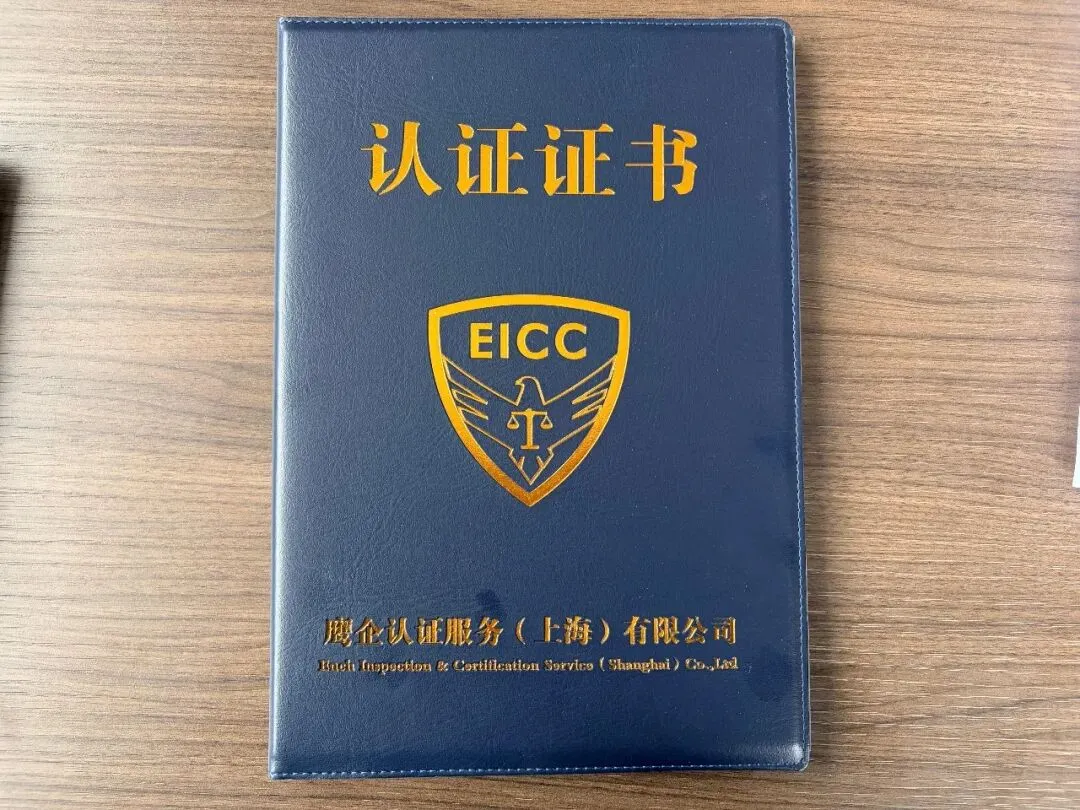 认证证书
EICC
鹰企认证服务（上海）有限公司
Inspection & Certification Service (Shanghai) Co.,Ltd